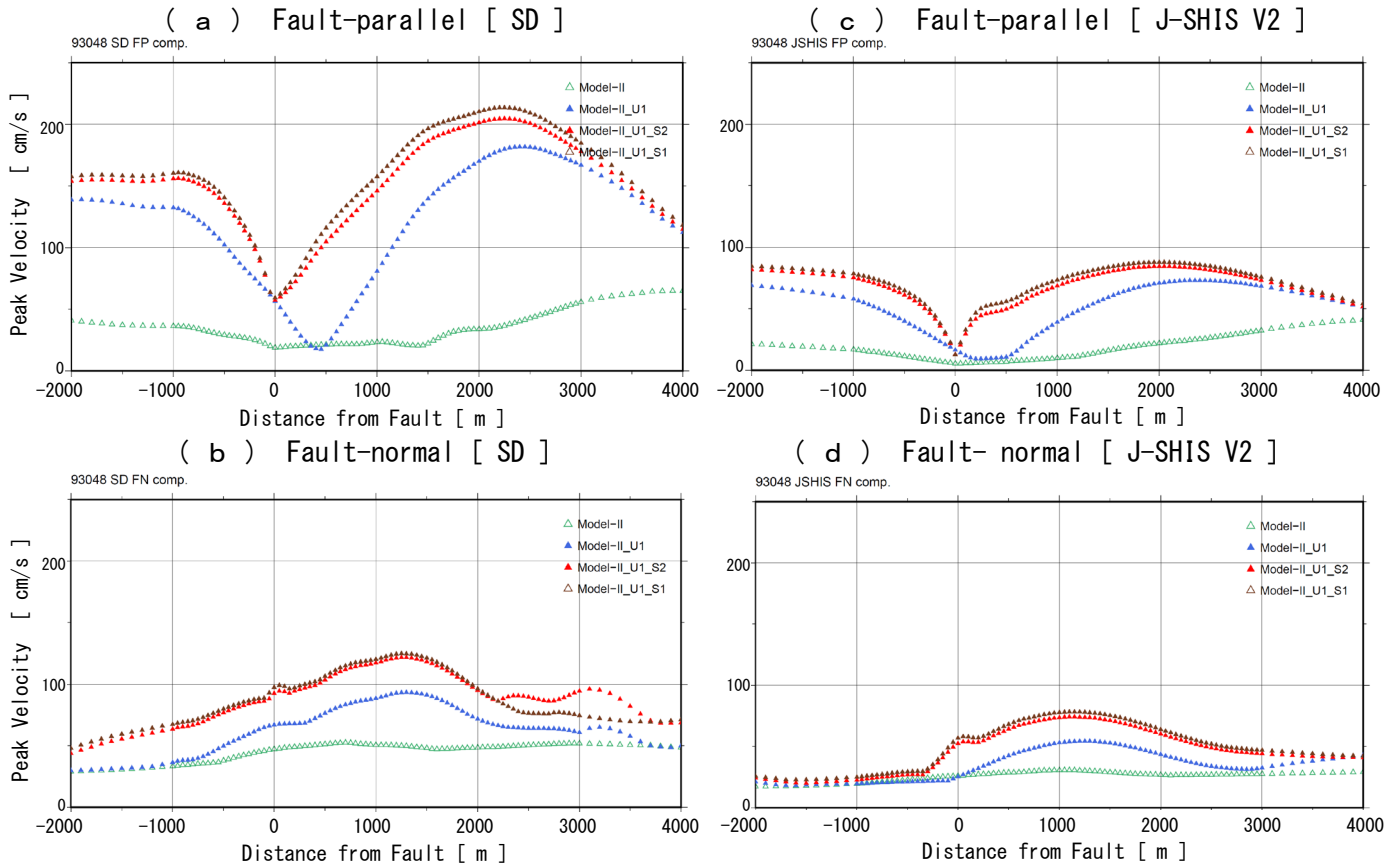 ( a ) Fault-parallel [ SD ]
93048 SD FP comp.
Peak Velocity [ cm/s ]
200
100
0
Model-II
Model-II_U1
Model-II_U1_S2
Model-II_U1_S1
-2000 -1000 0 1000 2000 3000 4000
Distance from Fault [ m ]
( c ) Fault-parallel [ J-SHIS V2 ]
93048 JSHIS FP comp.
200
100
0
Model-II
Model-II_U1
Model-II_U1_S2
Model-II_U1_S1
-2000 -1000 0 1000 2000 3000 4000
Distance from Fault [ m ]
( b ) Fault-normal [ SD ]
93048 SD FN comp.
Peak Velocity [ cm/s ]
200
100
0
Model-II
Model-II_U1
Model-II_U1_S2
Model-II_U1_S1
-2000 -1000 0 1000 2000 3000 4000
Distance from Fault [ m ]
( d ) Fault- normal [ J-SHIS V2 ]
93048 JSHIS FN comp.
200
100
0
Model-II
Model-II_U1
Model-II_U1_S2
Model-II_U1_S1
-2000 -1000 0 1000 2000 3000 4000
Distance from Fault [ m ]